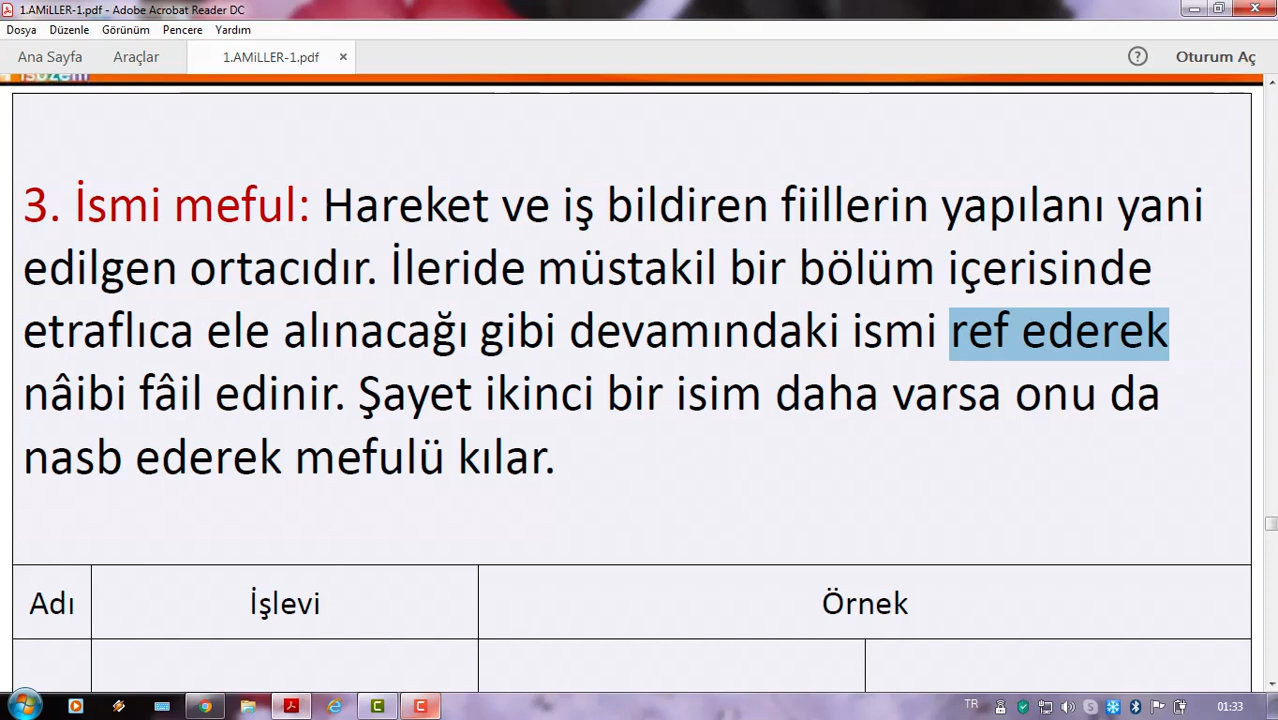 1.AMiLLER-1.pdf - Adobe Acrobat Reader DC
Dosya Düzenle Görünüm Pencere Yardım
Ana Sayfa Araçlar 1.AMiLLER-1.pdf × Oturum Aç
3. İsmi meful: Hareket ve iş bildiren fiillerin yapılanı yani
edilgen ortacıdır. İleride müstakil bir bölüm içerisinde
etraflıca ele alınacağı gibi devamındaki ismi ref ederek
nâibi fâil edinir. Şayet ikinci bir isim daha varsa onu da
nasb ederek mefulü kılar.
Adı İşlevi Örnek
TR 01:33